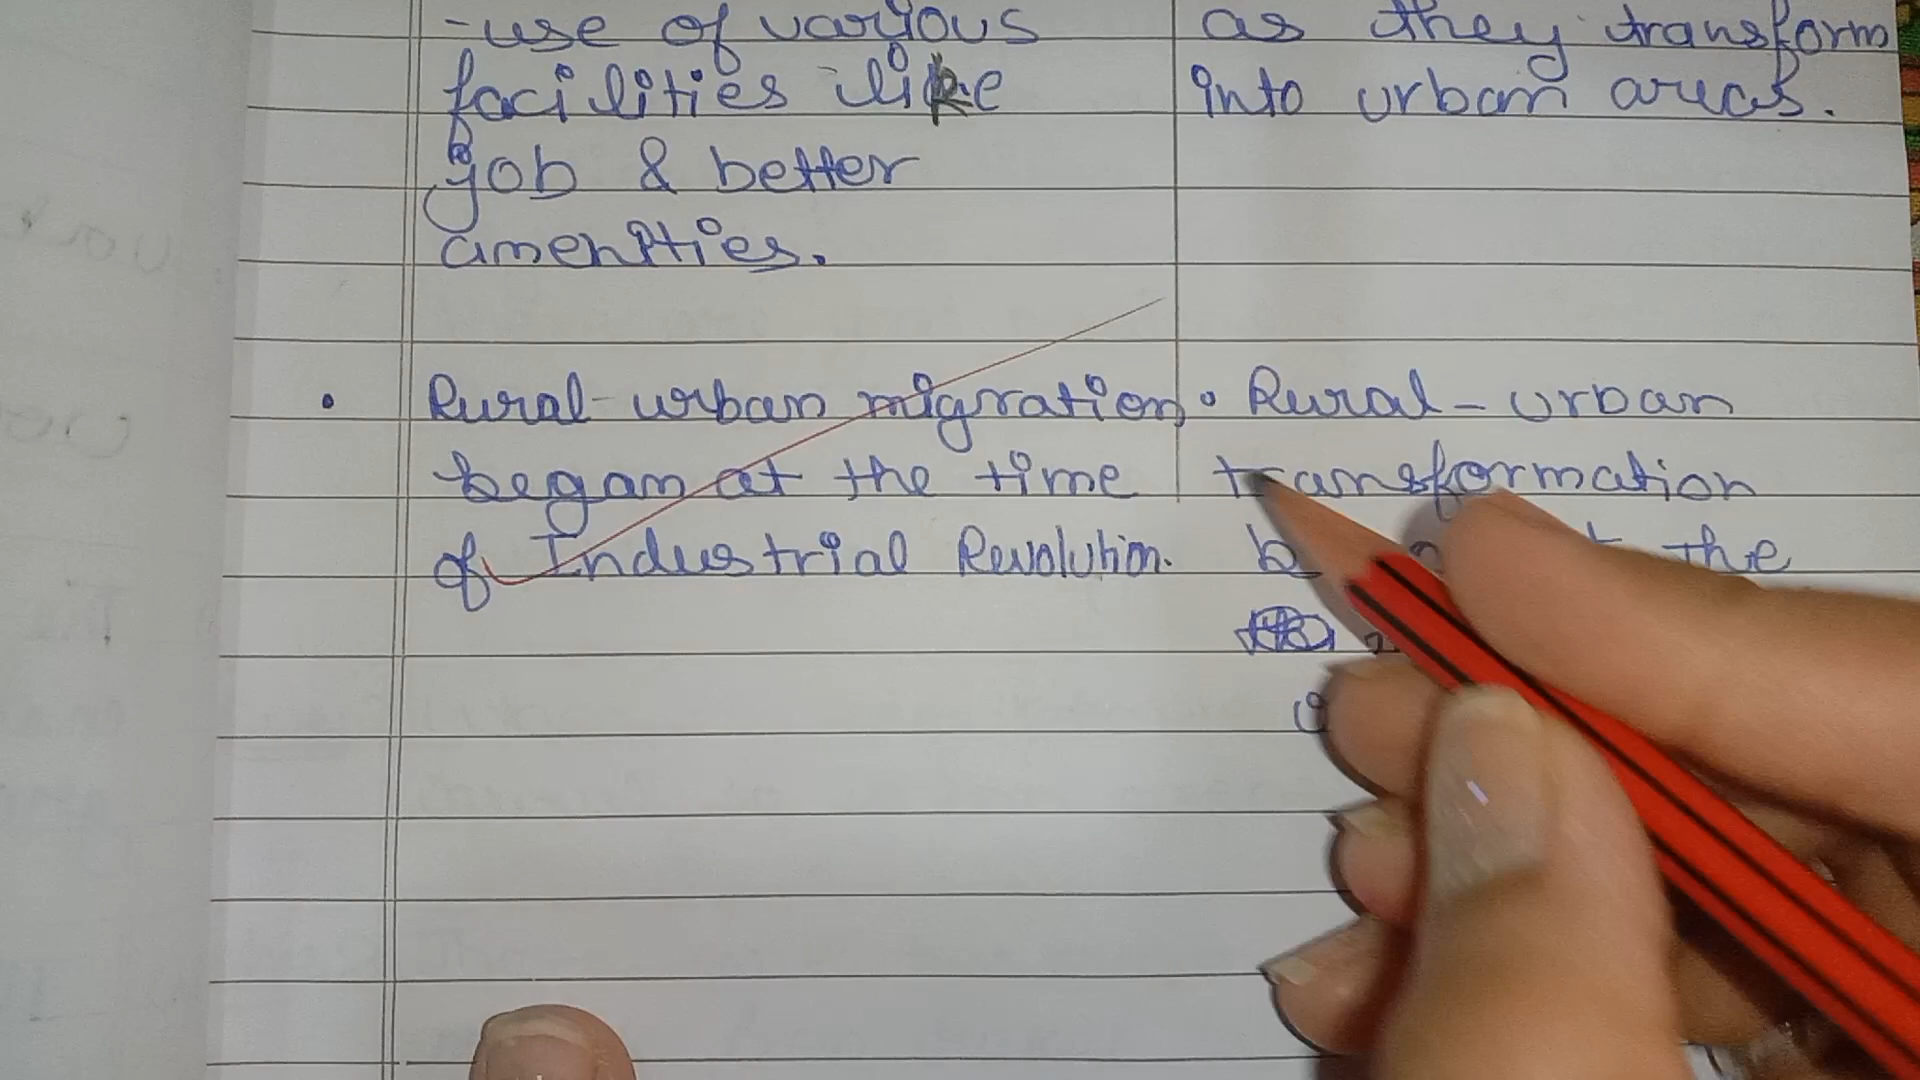 -use of various
facilities like
job & better
amenities.
as they transform
into urban areas.
• Rural-urban migration
began at the time
of Industrial Revolution.
• Rural-urban
transformation
the